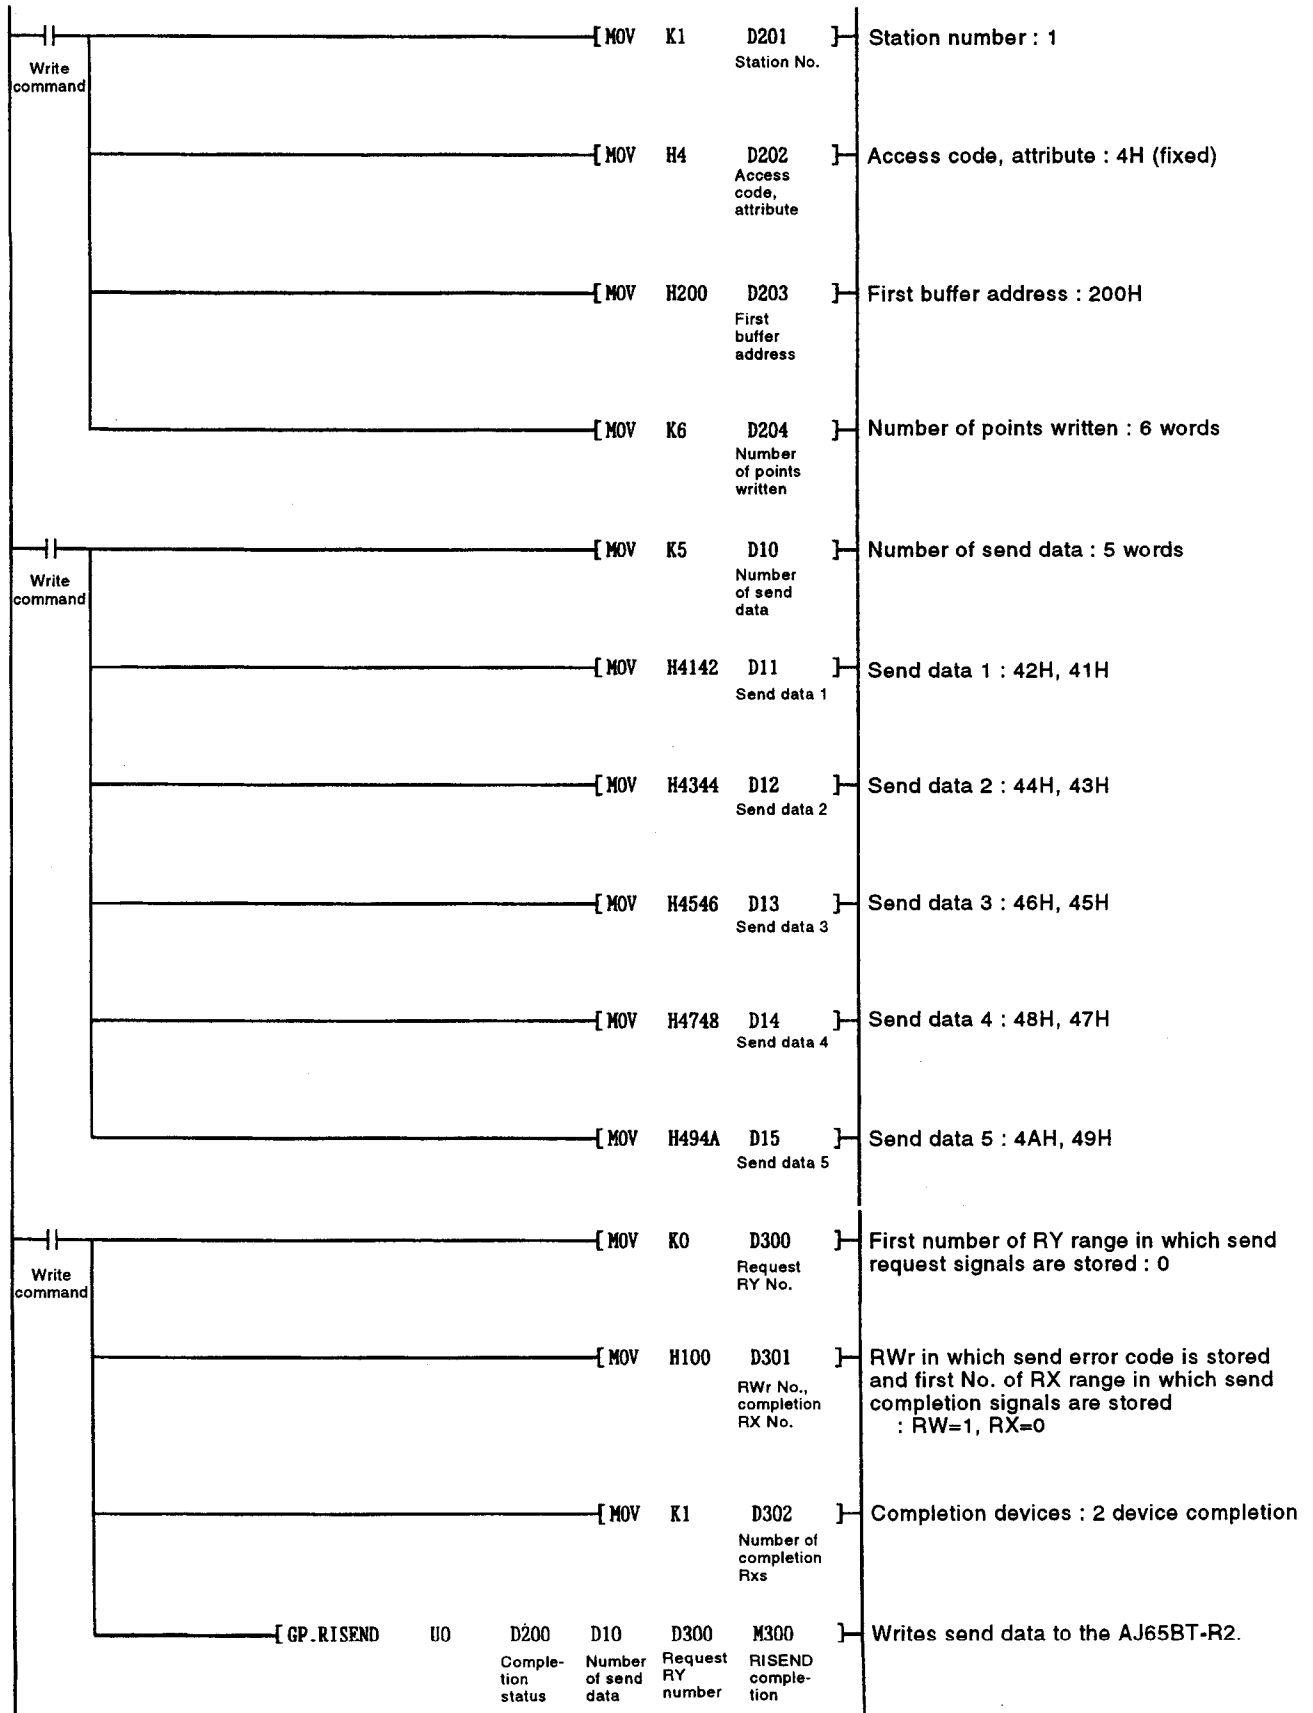 [ MOV K1 D201 ] Station number : 1
Station No.
Write
command
[ MOV H4 D202 ] Access code, attribute : 4H (fixed)
Access
code,
attribute
[ MOV H200 D203 ] First buffer address : 200H
First
buffer
address
[ MOV K6 D204 ] Number of points written : 6 words
Number
of points
written
[ MOV K5 D10 ] Number of send data : 5 words
Write
command
Number
of send
data
[ MOV H4142 D11 ] Send data 1 : 42H, 41H
Send data 1
[ MOV H4344 D12 ] Send data 2 : 44H, 43H
Send data 2
[ MOV H4546 D13 ] Send data 3 : 46H, 45H
Send data 3
[ MOV H4748 D14 ] Send data 4 : 48H, 47H
Send data 4
[ MOV H494A D15 ] Send data 5 : 4AH, 49H
Send data 5
[ MOV K0 D300 ] First number of RY range in which send
request signals are stored : 0
Write
command
Request
RY No.
[ MOV H100 D301 ] RWr in which send error code is stored
and first No. of RX range in which send
completion signals are stored
: RW=1, RX=0
RWr No.,
completion
RX No.
[ MOV K1 D302 ] Completion devices : 2 device completion
Number of
completion
Rxs
[ GP.RISEND U0 D200 D10 D300 M300 ] Writes send data to the AJ65BT-R2.
Comple-
tion
status
Number
of send
data
Request
RY
number
RISEND
comple-
tion